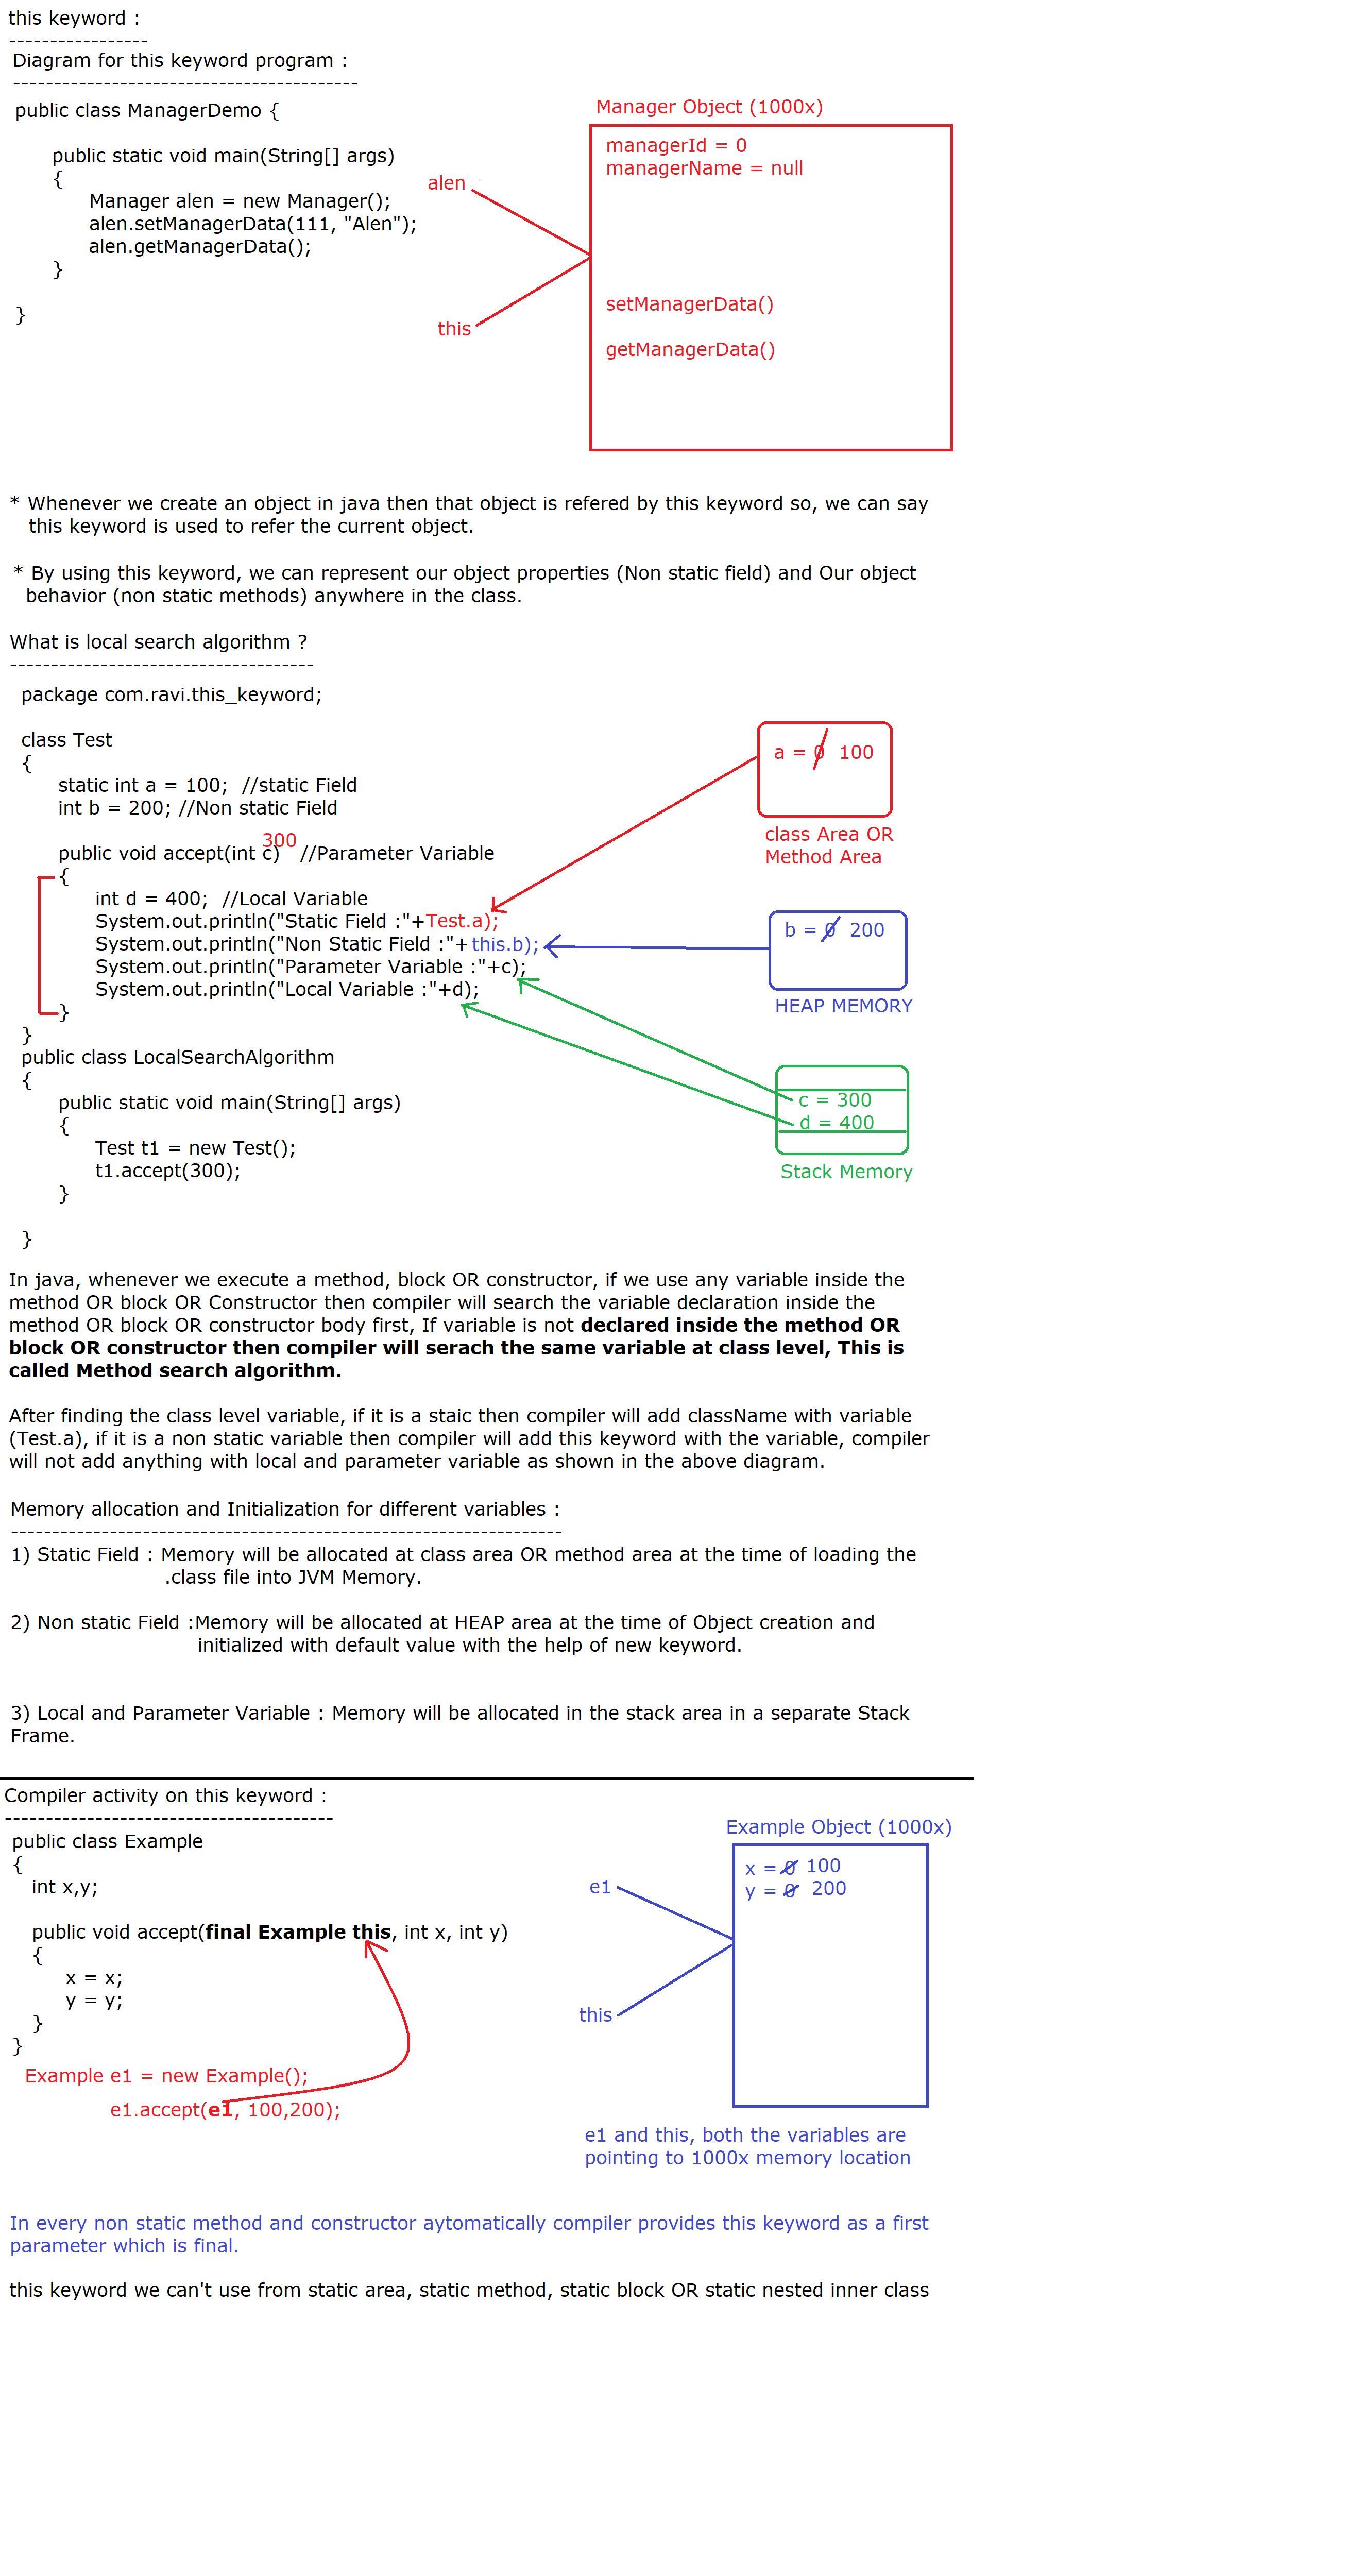 this keyword :
-----------------
Diagram for this keyword program :
------------------------------------------
public class ManagerDemo {
public static void main(String[] args)
{
Manager alen = new Manager();
alen.setManagerData(111, "Alen");
alen.getManagerData();
}
}
alen
this
Manager Object (1000x)
managerId = 0
managerName = null
setManagerData()
getManagerData()
* Whenever we create an object in java then that object is refered by this keyword so, we can say
this keyword is used to refer the current object.
* By using this keyword, we can represent our object properties (Non static field) and Our object
behavior (non static methods) anywhere in the class.
What is local search algorithm ?
-------------------------------------
package com.ravi.this_keyword;
class Test
{
static int a = 100;  //static Field
int b = 200; //Non static Field
300
public void accept(int c)   //Parameter Variable
{
int d = 400;  //Local Variable
System.out.println("Static Field :"+Test.a);
System.out.println("Non Static Field :"+this.b);
System.out.println("Parameter Variable :"+c);
System.out.println("Local Variable :"+d);
}
}
public class LocalSearchAlgorithm
{
public static void main(String[] args)
{
Test t1 = new Test();
t1.accept(300);
}
}
a = 0  100
class Area OR
Method Area
b = 0  200
HEAP MEMORY
c = 300
d = 400
Stack Memory
In java, whenever we execute a method, block OR constructor, if we use any variable inside the
method OR block OR Constructor then compiler will search the variable declaration inside the
method OR block OR constructor body first, If variable is not declared inside the method OR
block OR constructor then compiler will serach the same variable at class level, This is
called Method search algorithm.
After finding the class level variable, if it is a staic then compiler will add className with variable
(Test.a), if it is a non static variable then compiler will add this keyword with the variable, compiler
will not add anything with local and parameter variable as shown in the above diagram.
Memory allocation and Initialization for different variables :
-------------------------------------------------------------------
1) Static Field : Memory will be allocated at class area OR method area at the time of loading the
.class file into JVM Memory.
2) Non static Field :Memory will be allocated at HEAP area at the time of Object creation and
initialized with default value with the help of new keyword.
3) Local and Parameter Variable : Memory will be allocated in the stack area in a separate Stack
Frame.
Compiler activity on this keyword :
----------------------------------------
public class Example
{
int x,y;
public void accept(final Example this, int x, int y)
{
x = x;
y = y;
}
}
Example e1 = new Example();
e1.accept(e1, 100,200);
e1
this
Example Object (1000x)
x = 0  100
y = 0  200
e1 and this, both the variables are
pointing to 1000x memory location
In every non static method and constructor aytomatically compiler provides this keyword as a first
parameter which is final.
this keyword we can't use from static area, static method, static block OR static nested inner class